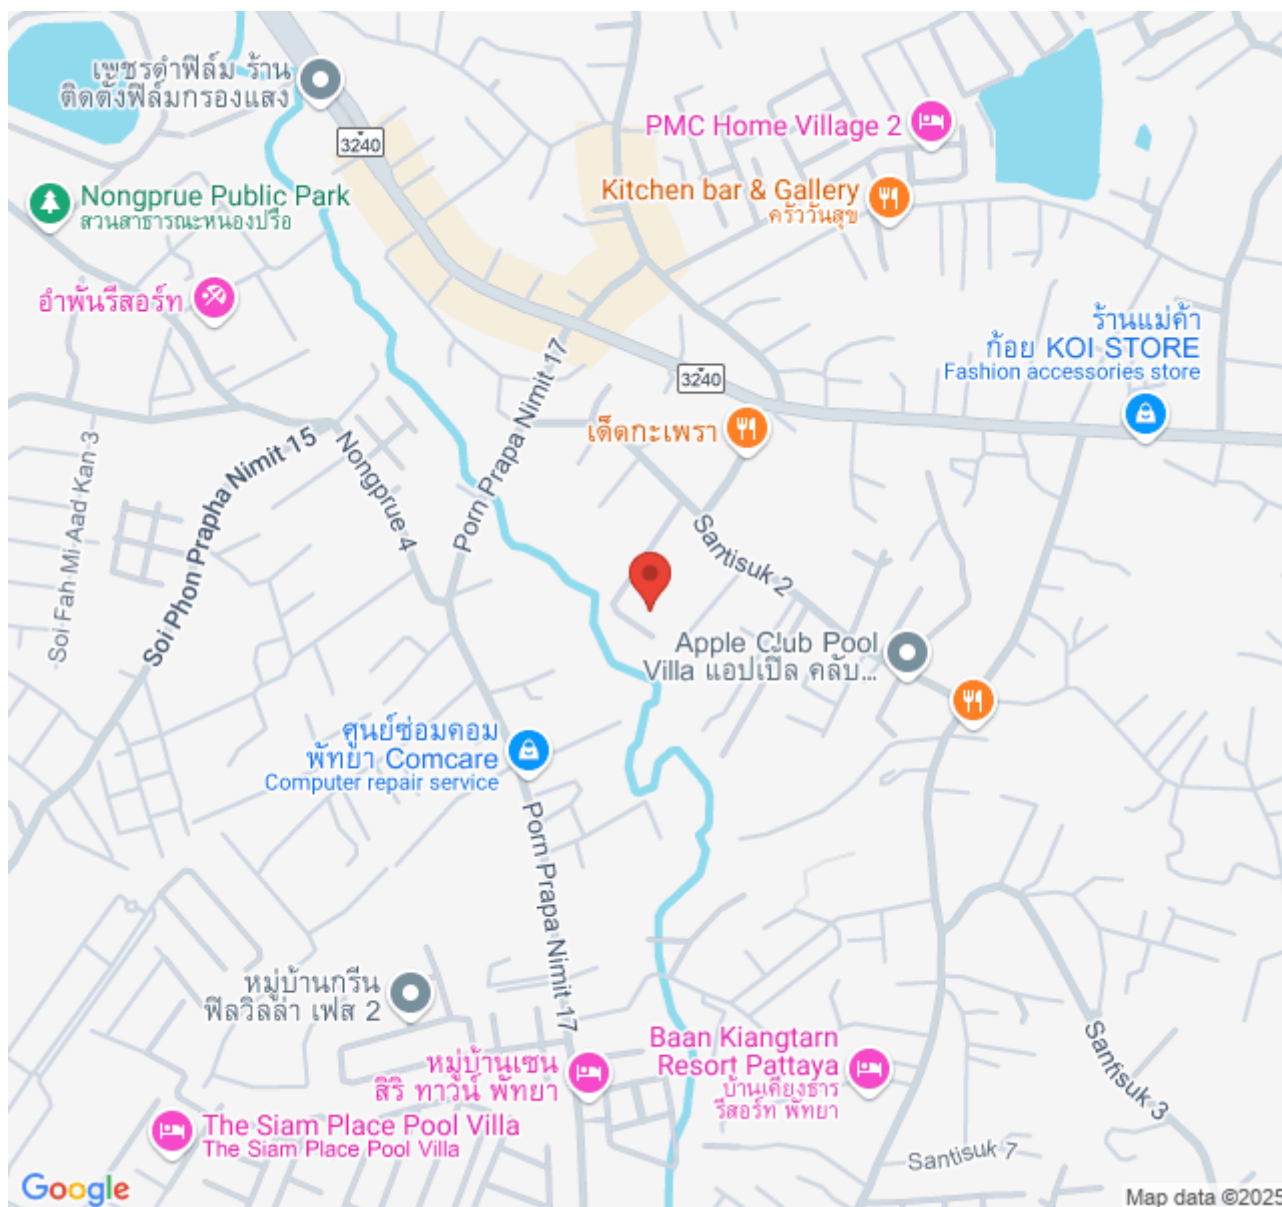 เพชรดำฟิล์ม ร้าน
ติดตั้งฟิล์มกรองแสง
3240
PMC Home Village 2
Nongprue Public Park
สวนสาธารณะหนองปรือ
Kitchen bar & Gallery
ครัววันสุข
อำพันรีสอร์ท
ร้านแม่ค้า
ก้อย KOI STORE
Fashion accessories store
3240
Porn Prapa Nimit 17
เด็ดกะเพรา
Soi Fah Mi Aad Kan 3
Soi Phon Prapha Nimit 15
Nongprue 4
Santisuk 2
Apple Club Pool
Villa แอปเปิ้ล คลับ...
ศูนย์ซ่อมคอม
พัทยา Comcare
Computer repair service
Porn Prapa Nimit 17
หมู่บ้านกรีน
ฟิลวิลล่า เฟส 2
หมู่บ้านเซน
สิริ ทาวน์ พัทยา
Baan Kiangtarn
Resort Pattaya
บ้านเคียงธาร
รีสอร์ท พัทยา
Santisuk 3
The Siam Place Pool Villa
The Siam Place Pool Villa
Santisuk 7
Google
Map data ©2025